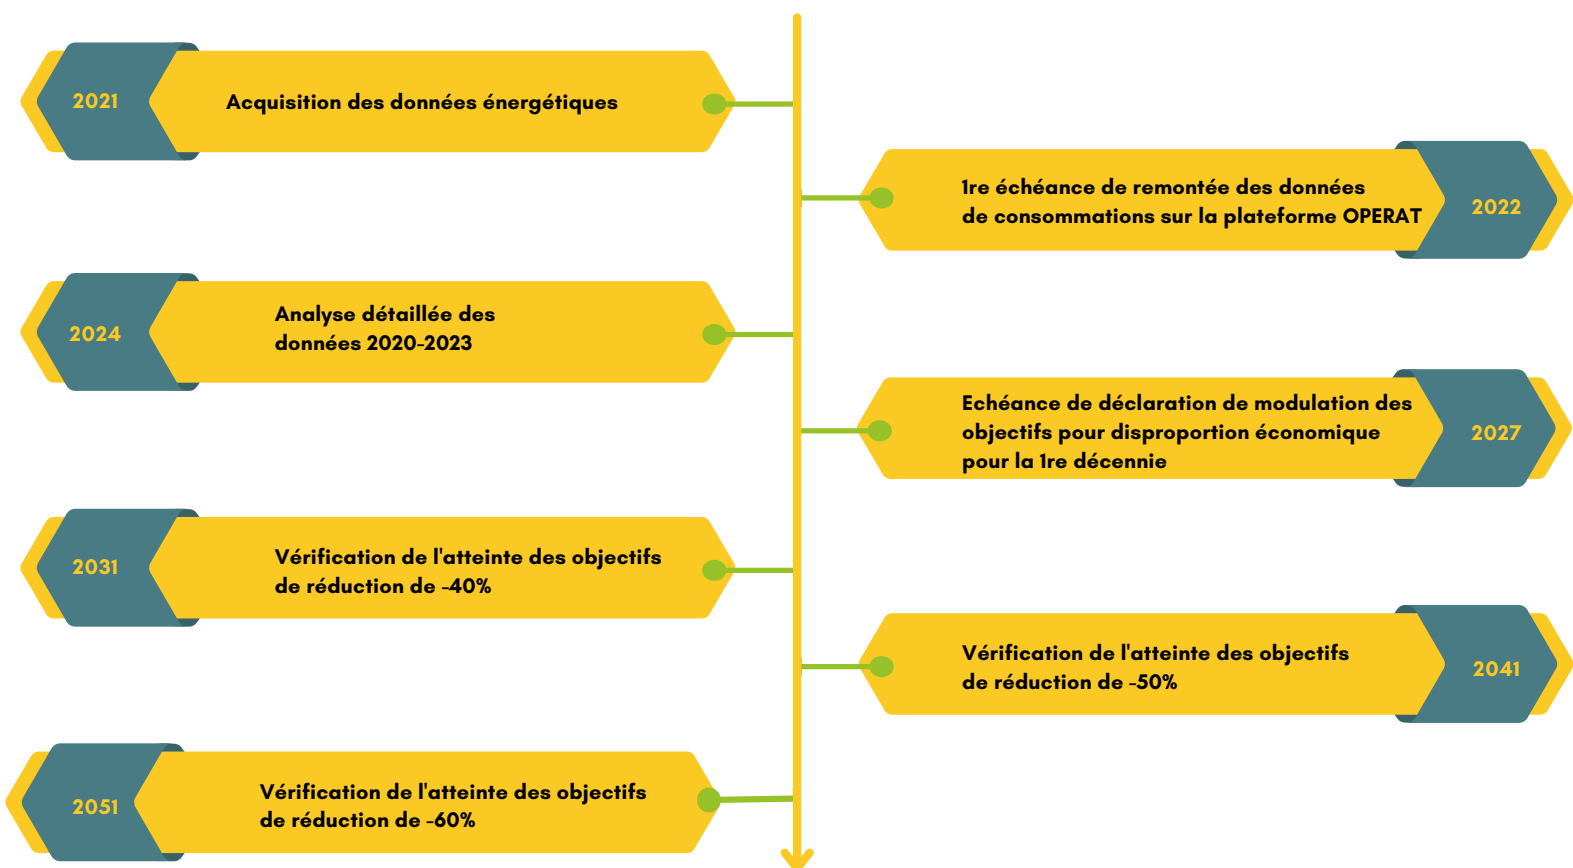 2021
Acquisition des données énergétiques
1re échéance de remontée des données
de consommations sur la plateforme OPERAT
2022
2024
Analyse détaillée des
données 2020-2023
Echéance de déclaration de modulation des
objectifs pour disproportion économique
pour la 1re décennie
2027
2031
Vérification de l'atteinte des objectifs
de réduction de -40%
Vérification de l'atteinte des objectifs
de réduction de -50%
2041
2051
Vérification de l'atteinte des objectifs
de réduction de -60%